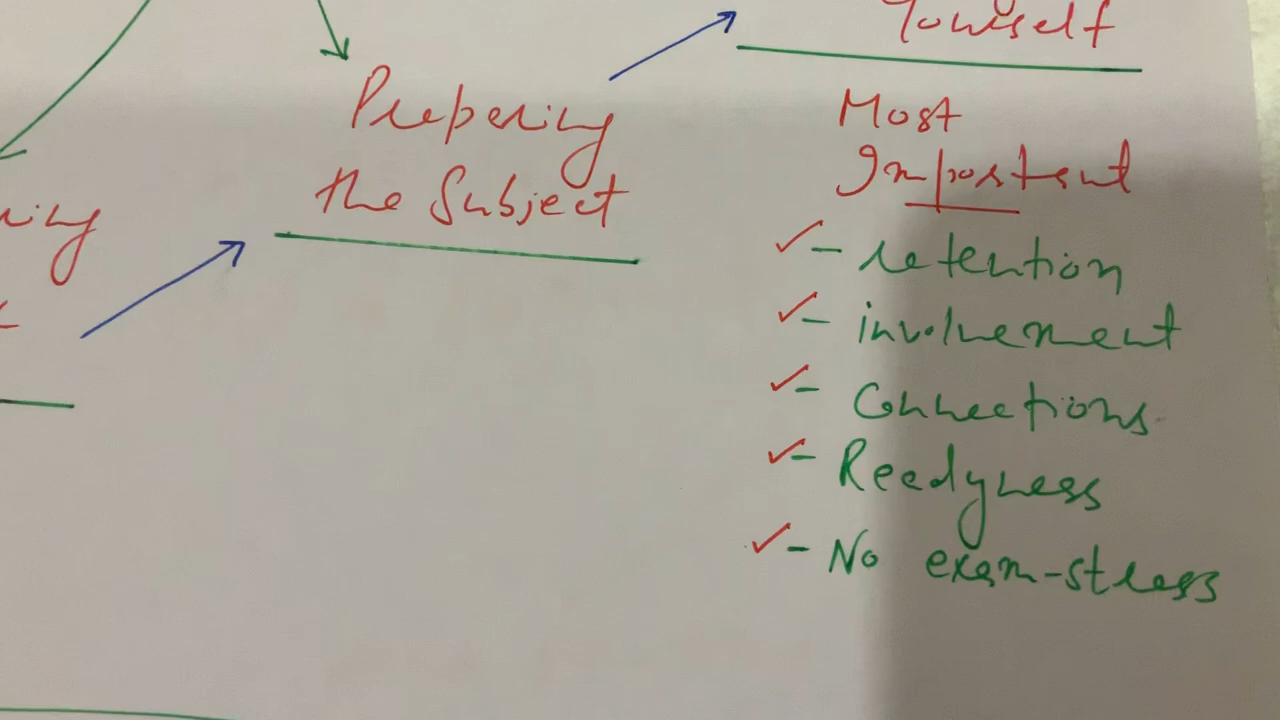 Yourself
Preparing
the Subject
Most
Important
- retention
- involvement
- Connections
- Readyness
- No exam-stress